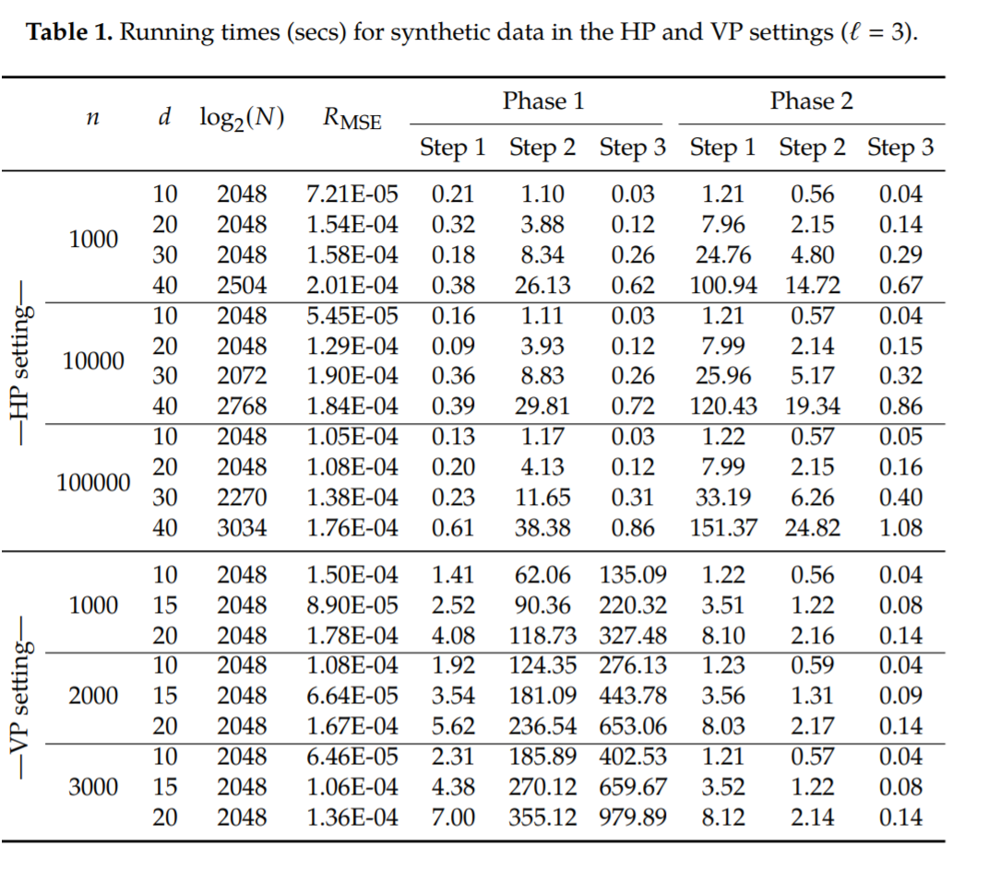 Table 1. Running times (secs) for synthetic data in the HP and VP settings (ℓ = 3).
n d log₂(N) R_MSE Phase 1 Phase 2
Step 1 Step 2 Step 3 Step 1 Step 2 Step 3
—HP setting—
1000
10 2048 7.21E-05 0.21 1.10 0.03 1.21 0.56 0.04
20 2048 1.54E-04 0.32 3.88 0.12 7.96 2.15 0.14
30 2048 1.58E-04 0.18 8.34 0.26 24.76 4.80 0.29
40 2504 2.01E-04 0.38 26.13 0.62 100.94 14.72 0.67
10000
10 2048 5.45E-05 0.16 1.11 0.03 1.21 0.57 0.04
20 2048 1.29E-04 0.09 3.93 0.12 7.99 2.14 0.15
30 2072 1.90E-04 0.36 8.83 0.26 25.96 5.17 0.32
40 2768 1.84E-04 0.39 29.81 0.72 120.43 19.34 0.86
100000
10 2048 1.05E-04 0.13 1.17 0.03 1.22 0.57 0.05
20 2048 1.08E-04 0.20 4.13 0.12 7.99 2.15 0.16
30 2270 1.38E-04 0.23 11.65 0.31 33.19 6.26 0.40
40 3034 1.76E-04 0.61 38.38 0.86 151.37 24.82 1.08
—VP setting—
1000
10 2048 1.50E-04 1.41 62.06 135.09 1.22 0.56 0.04
15 2048 8.90E-05 2.52 90.36 220.32 3.51 1.22 0.08
20 2048 1.78E-04 4.08 118.73 327.48 8.10 2.16 0.14
2000
10 2048 1.08E-04 1.92 124.35 276.13 1.23 0.59 0.04
15 2048 6.64E-05 3.54 181.09 443.78 3.56 1.31 0.09
20 2048 1.67E-04 5.62 236.54 653.06 8.03 2.17 0.14
3000
10 2048 6.46E-05 2.31 185.89 402.53 1.21 0.57 0.04
15 2048 1.06E-04 4.38 270.12 659.67 3.52 1.22 0.08
20 2048 1.36E-04 7.00 355.12 979.89 8.12 2.14 0.14